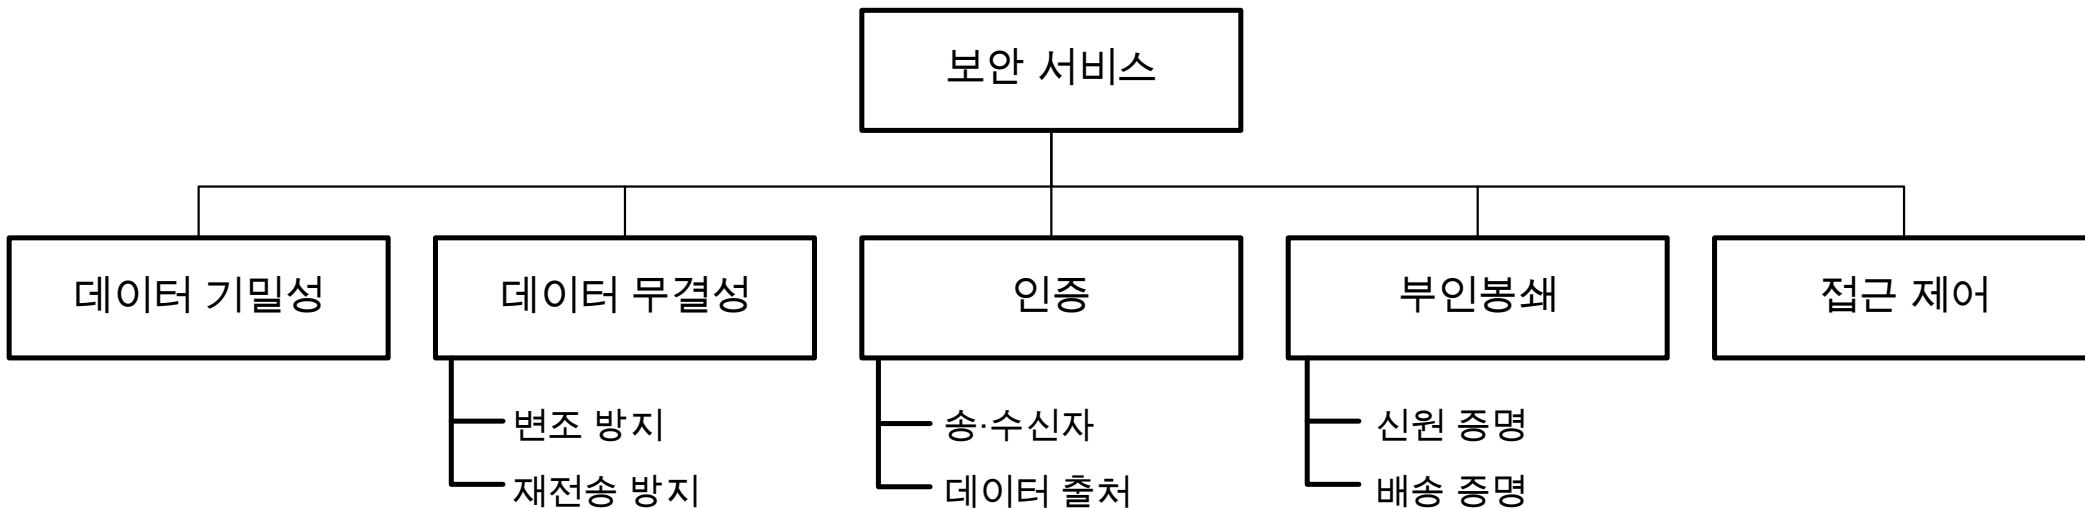 보안 서비스
데이터 기밀성
데이터 무결성
인증
부인봉쇄
접근 제어
변조 방지
송·수신자
신원 증명
재전송 방지
데이터 출처
배송 증명